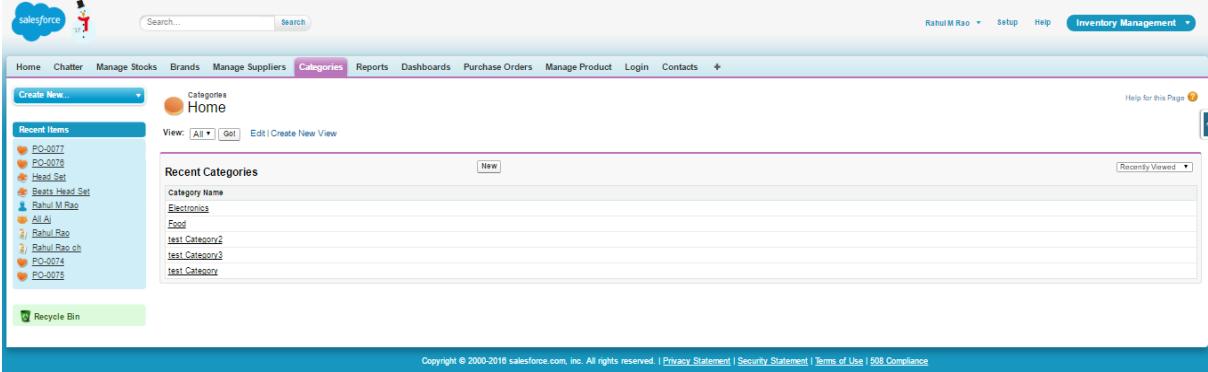 salesforce
Search...
Search
Rahul M Rao
Setup
Help
Inventory Management
Home Chatter Manage Stocks Brands Manage Suppliers Categories Reports Dashboards Purchase Orders Manage Product Login Contacts +
Create New...
Recent Items
PO-0077
PO-0076
Head Set
Beats Head Set
Rahul M Rao
All Ai
Rahul Rao
Rahul Rao ch
PO-0074
PO-0075
Recycle Bin
Categories
Home
Help for this Page ?
View: All Go! Edit | Create New View
Recent Categories
New
Recently Viewed
Category Name
Electronics
Food
test Category2
test Category3
test Category
Copyright © 2000-2016 salesforce.com, inc. All rights reserved. | Privacy Statement | Security Statement | Terms of Use | 508 Compliance